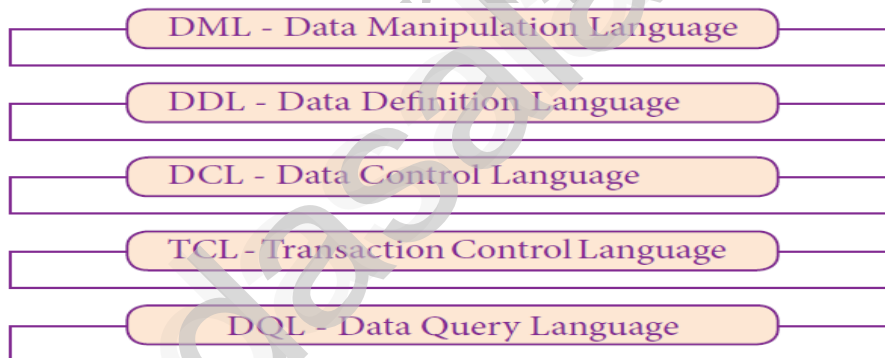 DML - Data Manipulation Language
DDL - Data Definition Language
DCL - Data Control Language
TCL - Transaction Control Language
DQL - Data Query Language